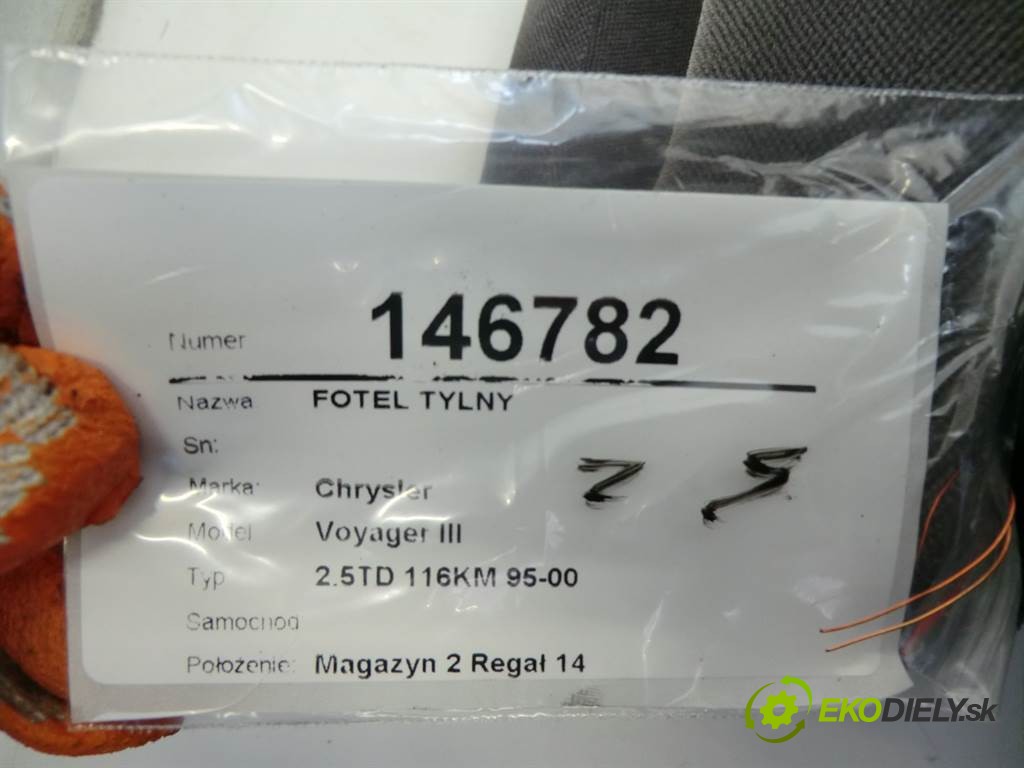 Numer 146782
Nazwa FOTEL TYLNY
Sn:
Marka: Chrysler
Model Voyager III
Typ 2.5TD 116KM 95-00
Samochod
Położenie: Magazyn 2 Regał 14
EKODIELY.sk